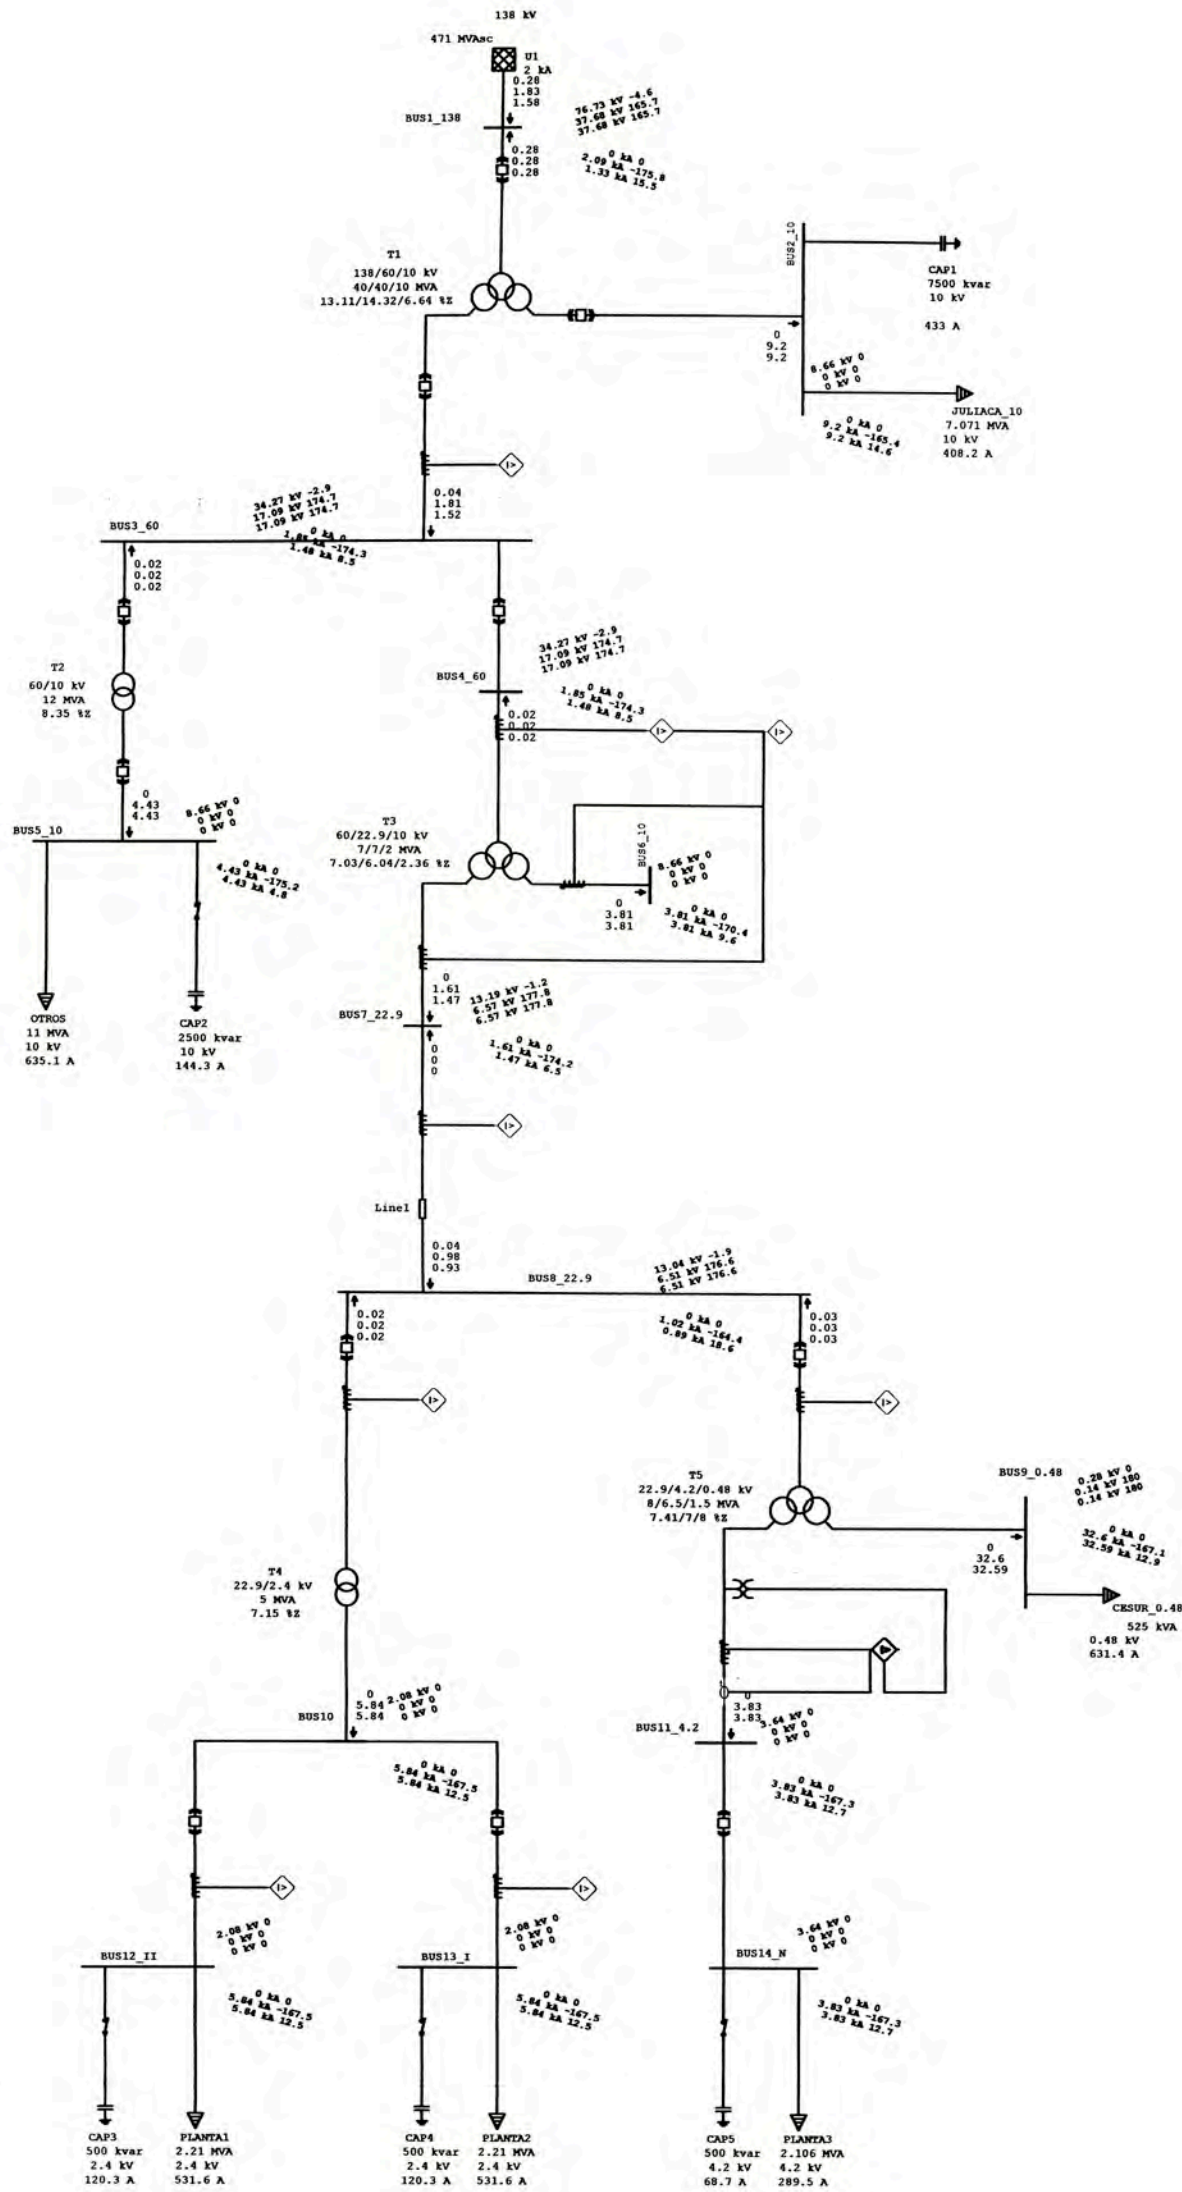 138 kV
471 MVAsc
U1
2 kA
0.28
1.83
1.58
BUS1_138
76.73 kV -4.6
37.68 kV 165.7
37.68 kV 165.7
0.28
0.28
0.28
0 kA 0
2.09 kA -175.8
1.33 kA 15.5
T1
138/60/10 kV
40/40/10 MVA
13.11/14.32/6.64 %Z
BUS2_10
CAP1
7500 kvar
10 kV
433 A
0
9.2
9.2
8.66 kV 0
0 kV 0
0 kV 0
JULIACA_10
7.071 MVA
10 kV
408.2 A
0 kA 0
9.2 kA -165.4
9.2 kA 14.6
I>
0.04
1.81
1.52
BUS3_60
34.27 kV -2.9
17.09 kV 174.7
17.09 kV 174.7
0 kA 0
1.85 kA -174.3
1.48 kA 8.5
0.02
0.02
0.02
T2
60/10 kV
12 MVA
8.35 %Z
BUS4_60
34.27 kV -2.9
17.09 kV 174.7
17.09 kV 174.7
0 kA 0
1.85 kA -174.3
1.48 kA 8.5
0.02
0.02
0.02
I>
I>
0
4.43
4.43
BUS5_10
8.66 kV 0
0 kV 0
0 kV 0
0 kA 0
4.43 kA -175.2
4.43 kA 4.8
T3
60/22.9/10 kV
7/7/2 MVA
7.03/6.04/2.36 %Z
BUS6_10
8.66 kV 0
0 kV 0
0 kV 0
0
3.81
3.81
0 kA 0
3.81 kA -170.4
3.81 kA 9.6
OTROS
11 MVA
10 kV
635.1 A
CAP2
2500 kvar
10 kV
144.3 A
0
1.61
1.47
BUS7_22.9
13.19 kV -1.2
6.57 kV 177.8
6.57 kV 177.8
0
0
0
0 kA 0
1.61 kA -174.2
1.47 kA 6.5
I>
Line1
0.04
0.98
0.93
BUS8_22.9
13.04 kV -1.9
6.51 kV 176.6
6.51 kV 176.6
0.02
0.02
0.02
0 kA 0
1.02 kA -164.4
0.89 kA 18.6
0.03
0.03
0.03
I>
I>
T5
22.9/4.2/0.48 kV
8/6.5/1.5 MVA
7.41/7/8 %Z
BUS9_0.48
0.28 kV 0
0.14 kV 180
0.14 kV 180
0
32.6
32.59
0 kA 0
32.6 kA -167.1
32.59 kA 12.9
CESUR_0.48
525 kVA
0.48 kV
631.4 A
T4
22.9/2.4 kV
5 MVA
7.15 %Z
BUS10
0
5.84
5.84
2.08 kV 0
0 kV 0
0 kV 0
0 kA 0
5.84 kA -167.5
5.84 kA 12.5
0
3.83
3.83
BUS11_4.2
3.64 kV 0
0 kV 0
0 kV 0
0 kA 0
3.83 kA -167.3
3.83 kA 12.7
I>
I>
BUS12_II
2.08 kV 0
0 kV 0
0 kV 0
0 kA 0
5.84 kA -167.5
5.84 kA 12.5
BUS13_I
2.08 kV 0
0 kV 0
0 kV 0
0 kA 0
5.84 kA -167.5
5.84 kA 12.5
BUS14_N
3.64 kV 0
0 kV 0
0 kV 0
0 kA 0
3.83 kA -167.3
3.83 kA 12.7
CAP3
500 kvar
2.4 kV
120.3 A
PLANTA1
2.21 MVA
2.4 kV
531.6 A
CAP4
500 kvar
2.4 kV
120.3 A
PLANTA2
2.21 MVA
2.4 kV
531.6 A
CAP5
500 kvar
4.2 kV
68.7 A
PLANTA3
2.106 MVA
4.2 kV
289.5 A